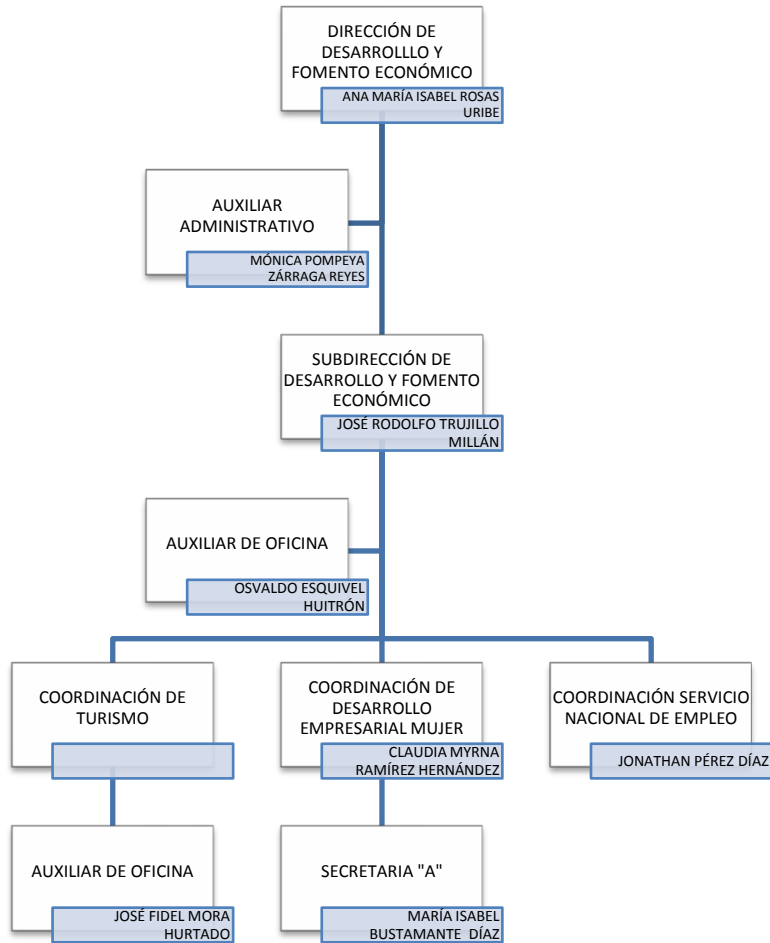 DIRECCIÓN DE
DESARROLLLO Y
FOMENTO ECONÓMICO
ANA MARÍA ISABEL ROSAS
URIBE
AUXILIAR
ADMINISTRATIVO
MÓNICA POMPEYA
ZÁRRAGA REYES
SUBDIRECCIÓN DE
DESARROLLO Y FOMENTO
ECONÓMICO
JOSÉ RODOLFO TRUJILLO
MILLÁN
AUXILIAR DE OFICINA
OSVALDO ESQUIVEL
HUITRÓN
COORDINACIÓN DE
TURISMO
COORDINACIÓN DE
DESARROLLO
EMPRESARIAL MUJER
CLAUDIA MYRNA
RAMÍREZ HERNÁNDEZ
COORDINACIÓN SERVICIO
NACIONAL DE EMPLEO
JONATHAN PÉREZ DÍAZ
AUXILIAR DE OFICINA
JOSÉ FIDEL MORA
HURTADO
SECRETARIA "A"
MARÍA ISABEL
BUSTAMANTE DÍAZ